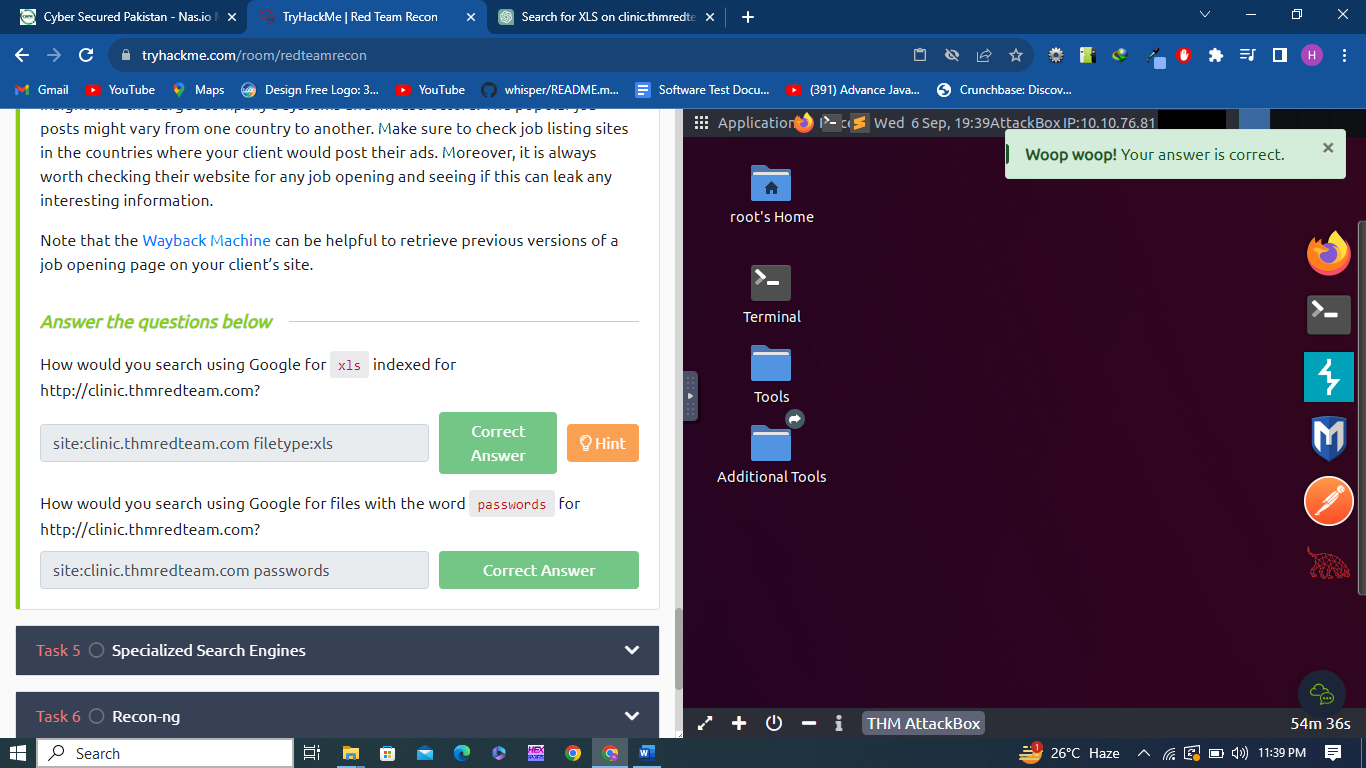 Cyber Secured Pakistan - Nas.io
TryHackMe | Red Team Recon
Search for XLS on clinic.thmredte
tryhackme.com/room/redteamrecon
Gmail YouTube Maps Design Free Logo: 3... YouTube whisper/README.m... Software Test Docu... (391) Advance Java... Crunchbase: Discov...
posts might vary from one country to another. Make sure to check job listing sites
in the countries where your client would post their ads. Moreover, it is always
worth checking their website for any job opening and seeing if this can leak any
interesting information.
Note that the Wayback Machine can be helpful to retrieve previous versions of a
job opening page on your client’s site.
Answer the questions below
How would you search using Google for xls indexed for
http://clinic.thmredteam.com?
site:clinic.thmredteam.com filetype:xls
Correct
Answer
Hint
How would you search using Google for files with the word passwords for
http://clinic.thmredteam.com?
site:clinic.thmredteam.com passwords
Correct Answer
Task 5 Specialized Search Engines
Task 6 Recon-ng
Application Wed 6 Sep, 19:39 AttackBox IP:10.10.76.81
Woop woop! Your answer is correct.
root's Home
Terminal
Tools
Additional Tools
THM AttackBox
54m 36s
Search
26°C Haze
11:39 PM